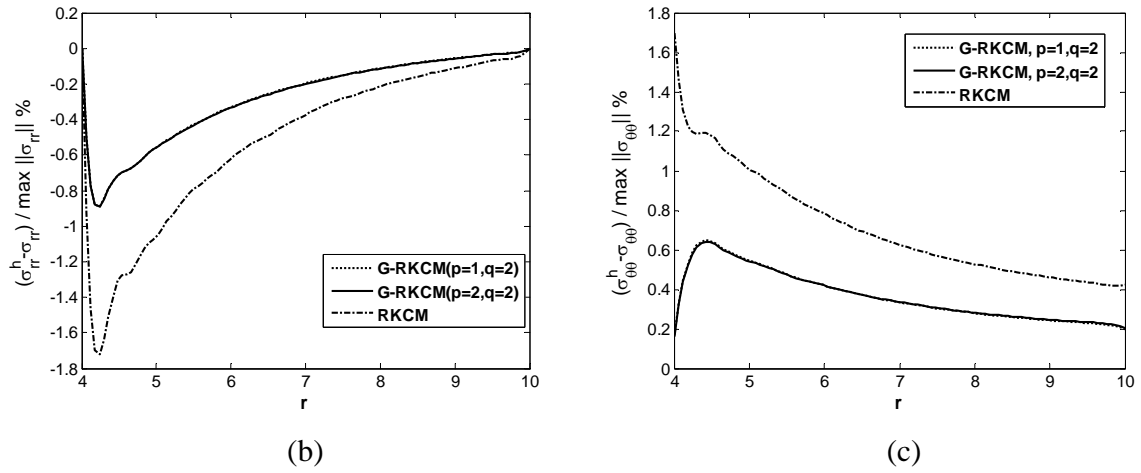 0.2
0
-0.2
-0.4
-0.6
-0.8
-1
-1.2
-1.4
-1.6
-1.8
(σ_rr^h-σ_rr) / max ||σ_rr|| %
G-RKCM(p=1,q=2)
G-RKCM(p=2,q=2)
RKCM
4 5 6 7 8 9 10
r
(b)
1.8
1.6
1.4
1.2
1
0.8
0.6
0.4
0.2
0
(σ_θθ^h-σ_θθ) / max ||σ_θθ|| %
G-RKCM, p=1,q=2
G-RKCM, p=2,q=2
RKCM
4 5 6 7 8 9 10
r
(c)